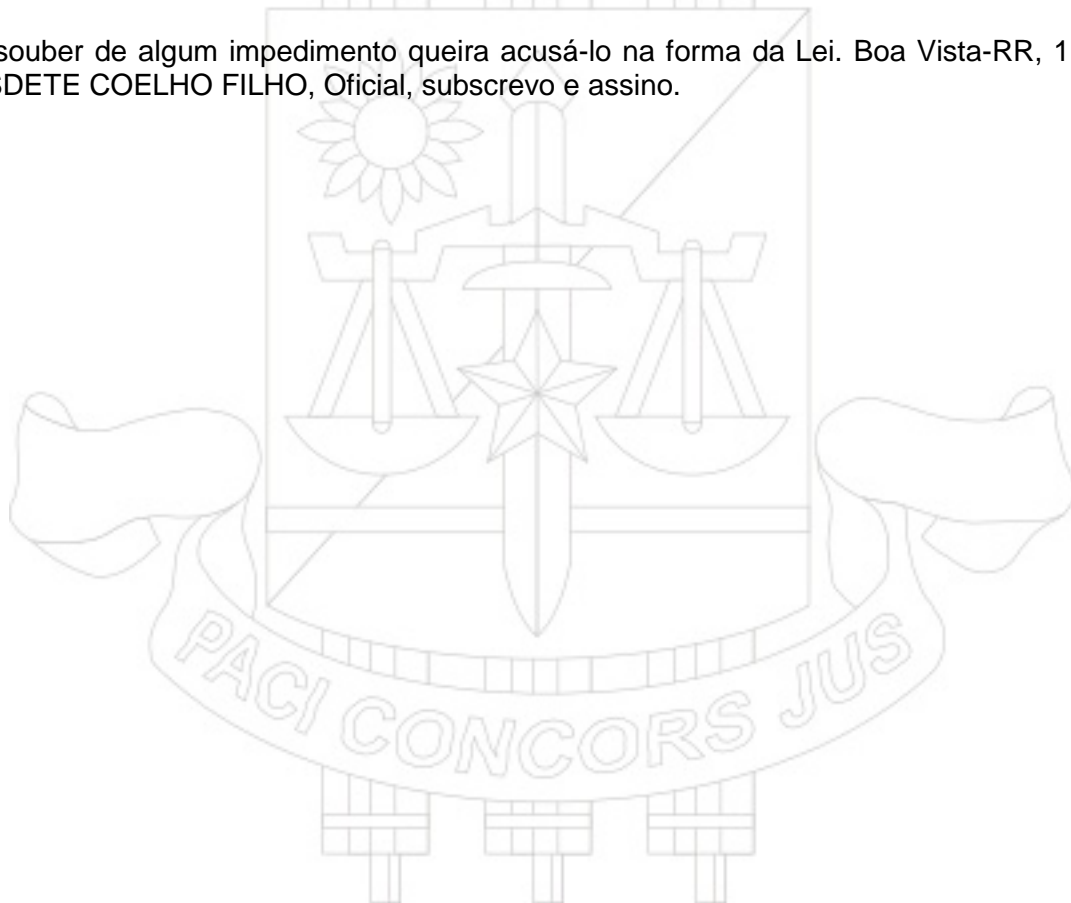 souber de algum impedimento queira acusá-lo na forma da Lei. Boa Vista-RR, 1
SDETE COELHO FILHO, Oficial, subscrevo e assino.
PACI CONCORS JUS